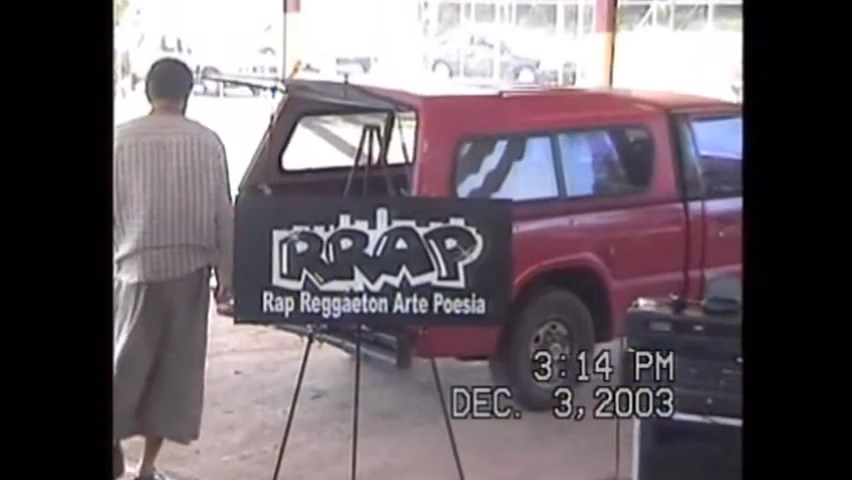 RRAP
Rap Reggaeton Arte Poesia
3:14 PM
DEC. 3,2003